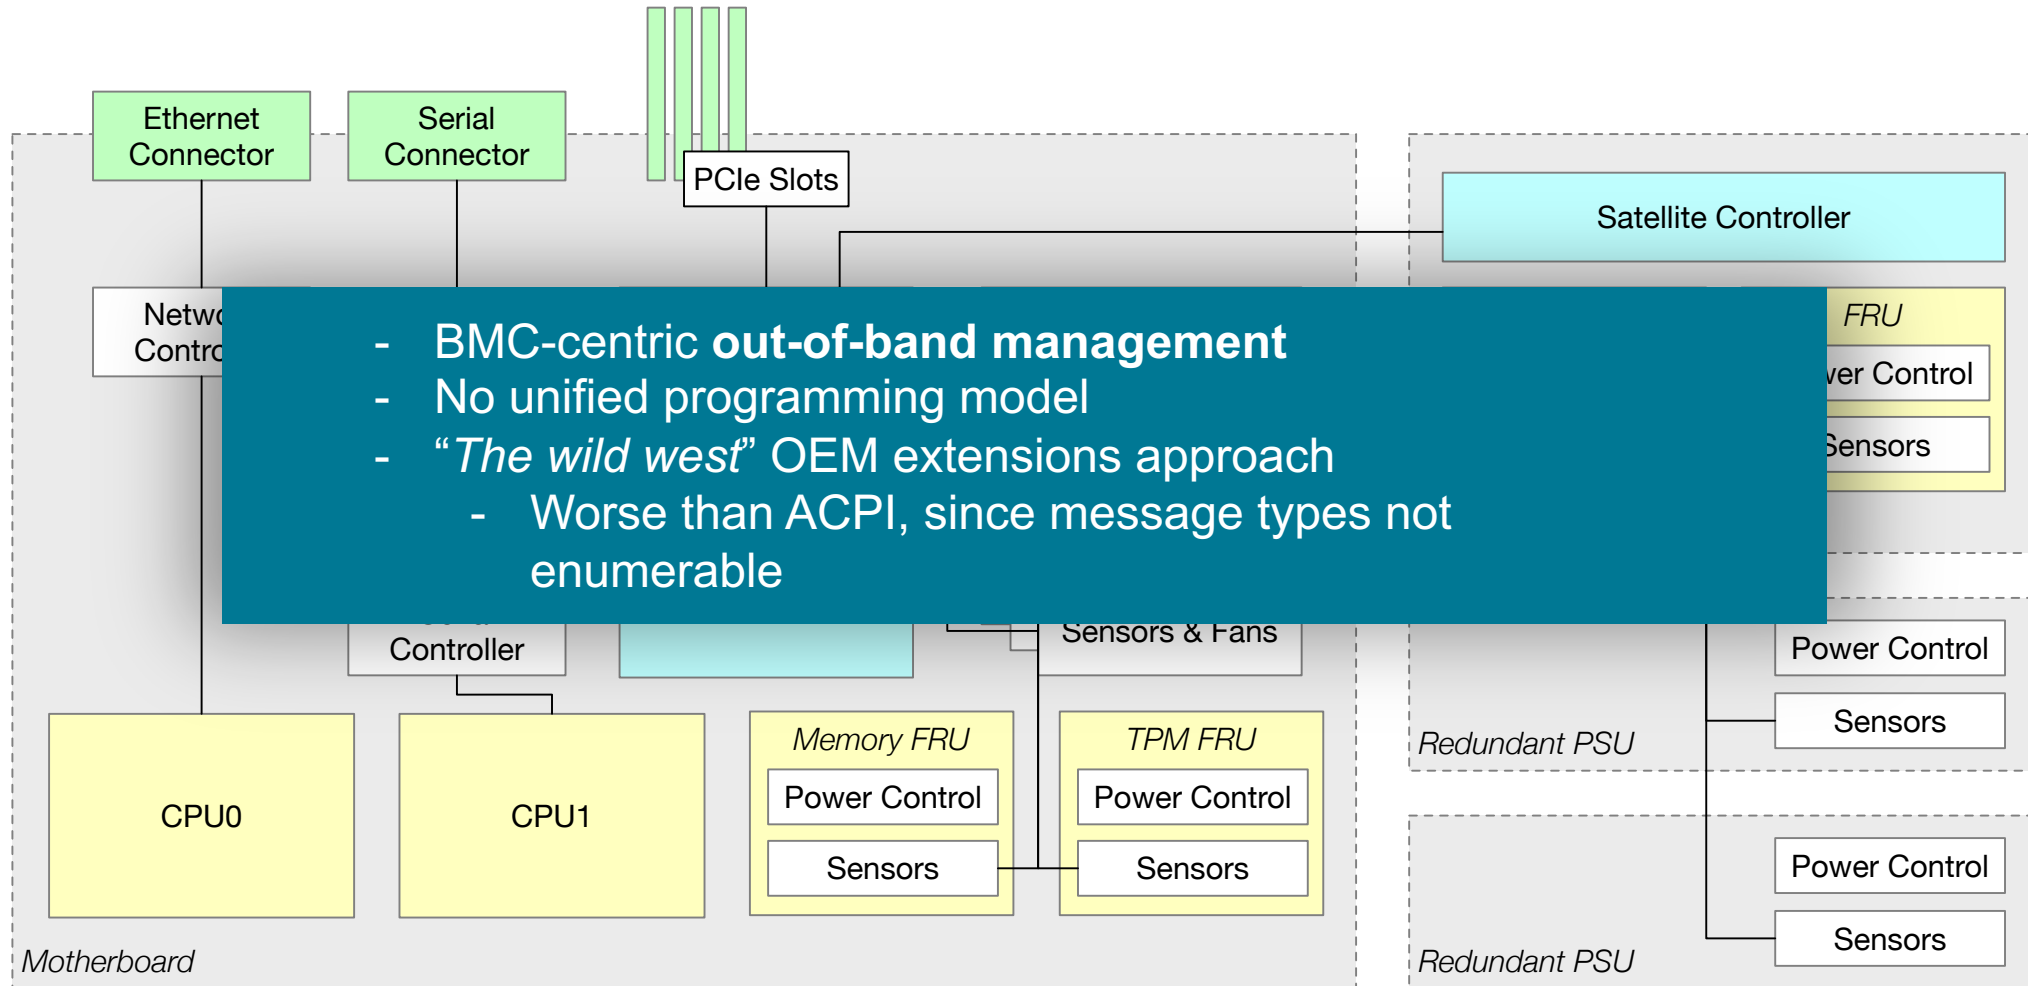 Ethernet
Connector
Serial
Connector
PCIe Slots
Satellite Controller
- BMC-centric out-of-band management
- No unified programming model
- “The wild west” OEM extensions approach
- Worse than ACPI, since message types not
enumerable
FRU
Control
Sensors
Controller
Sensors & Fans
CPU0
CPU1
Memory FRU
Power Control
Sensors
TPM FRU
Power Control
Sensors
Motherboard
Power Control
Sensors
Redundant PSU
Power Control
Sensors
Redundant PSU